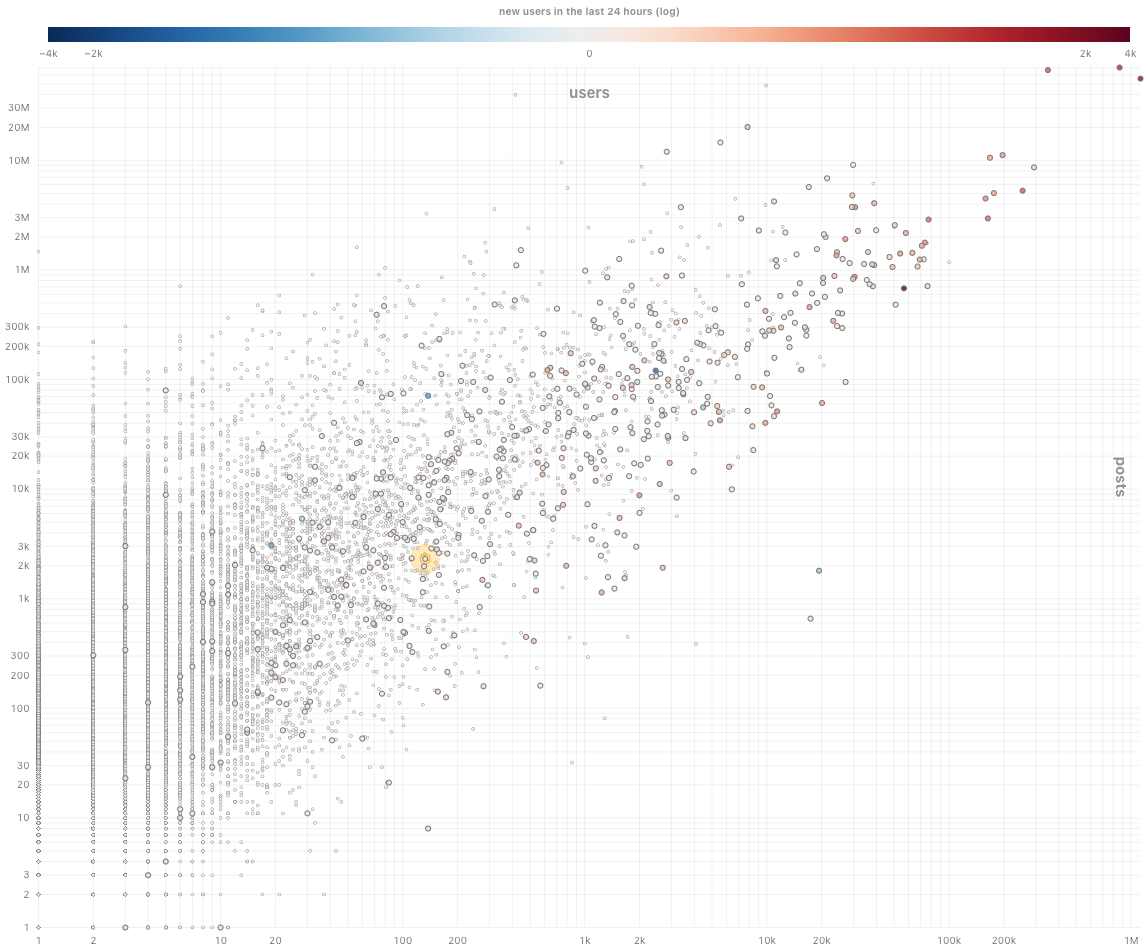 new users in the last 24 hours (log)
−4k −2k 0 2k 4k
users
30M
20M
10M
3M
2M
1M
300k
200k
100k
30k
20k
10k
3k
2k
1k
300
200
100
30
20
10
3
2
1
posts
1 2 10 20 100 200 1k 2k 10k 20k 100k 200k 1M